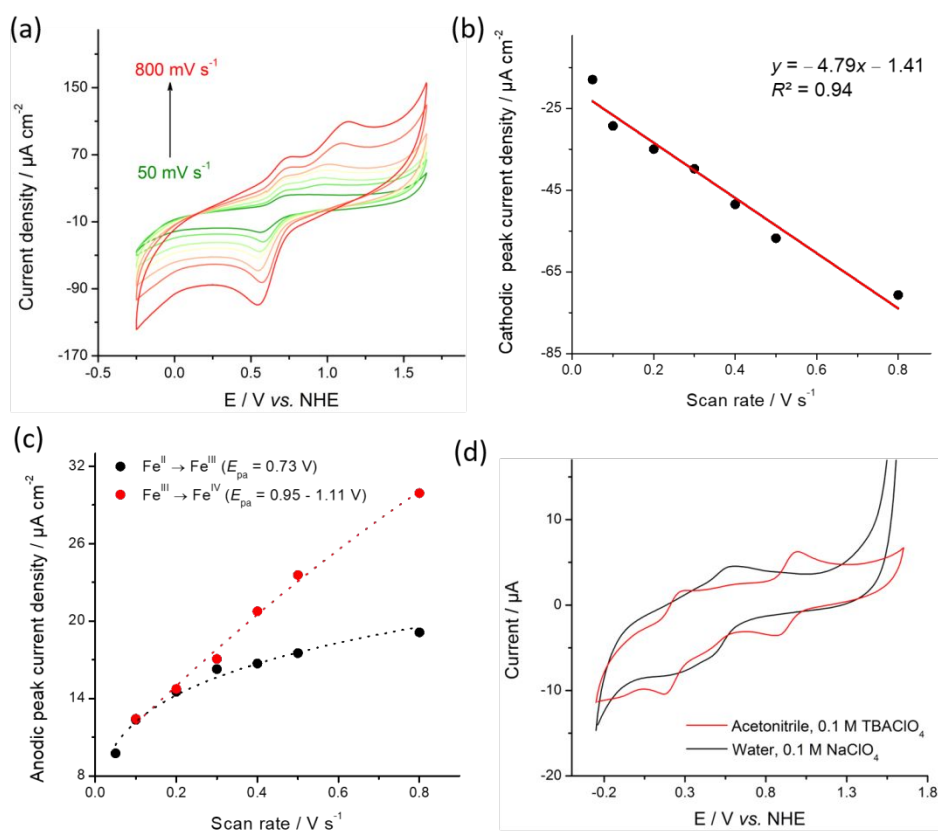 (a)
800 mV s⁻¹
50 mV s⁻¹
150
70
-10
-90
-170
-0.5
0.0
0.5
1.0
1.5
Current density / µA cm⁻²
E / V vs. NHE
(b)
y = – 4.79x – 1.41
R² = 0.94
-25
-45
-65
-85
0.0
0.2
0.4
0.6
0.8
Cathodic peak current density / µA cm⁻²
Scan rate / V s⁻¹
(c)
Feᴵᴵ → Feᴵᴵᴵ (Epa = 0.73 V)
Feᴵᴵᴵ → Feᴵⱽ (Epa = 0.95 - 1.11 V)
32
26
20
14
8
0.0
0.2
0.4
0.6
0.8
Anodic peak current density / µA cm⁻²
Scan rate / V s⁻¹
(d)
10
0
-10
-20
-0.2
0.3
0.8
1.3
1.8
Current / µA
Acetonitrile, 0.1 M TBAClO₄
Water, 0.1 M NaClO₄
E / V vs. NHE